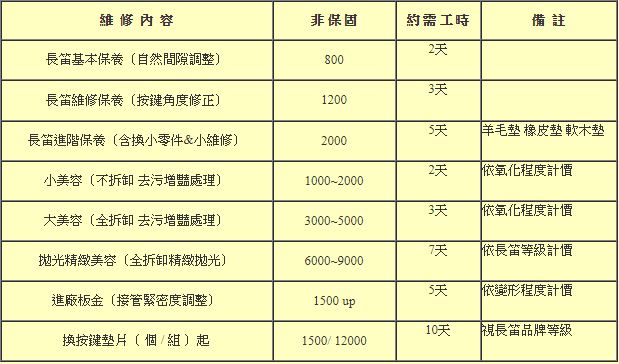 維 修 內 容 非 保 固 約 需 工 時 備 註
長笛基本保養〔自然間隙調整〕 800 2天
長笛維修保養〔按鍵角度修正〕 1200 3天
長笛進階保養〔含換小零件&小維修〕 2000 5天 羊毛墊 橡皮墊 軟木墊
小美容〔不拆卸 去污增豔處理〕 1000~2000 2天 依氧化程度計價
大美容〔全拆卸 去污增豔處理〕 3000~5000 3天 依氧化程度計價
拋光精緻美容〔全拆卸精緻拋光〕 6000~9000 7天 依長笛等級計價
進廠板金〔接管緊密度調整〕 1500 up 5天 依變形程度計價
換按鍵墊片〔 個 / 組 〕起 1500/ 12000 10天 視長笛品牌等級